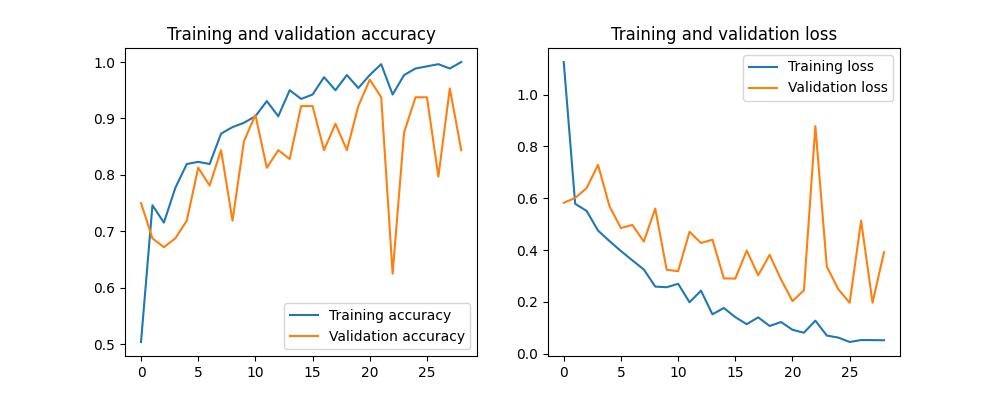 Training and validation accuracy
1.0
0.9
0.8
0.7
0.6
0.5
Training accuracy
Validation accuracy
0 5 10 15 20 25
Training and validation loss
Training loss
Validation loss
1.0
0.8
0.6
0.4
0.2
0.0
0 5 10 15 20 25